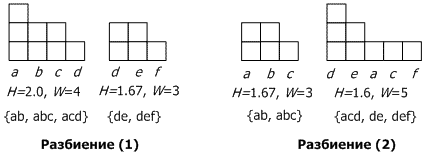 a b c d d e f a b c d e a c f
H=2.0, W=4 H=1.67, W=3 H=1.67, W=3 H=1.6, W=5
{ab, abc, acd} {de, def} {ab, abc} {acd, de, def}
Разбиение (1) Разбиение (2)